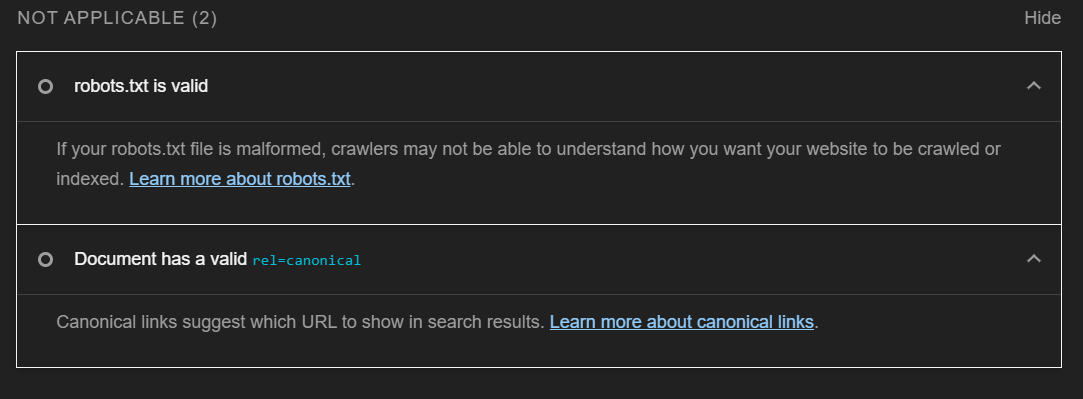 NOT APPLICABLE (2)
Hide
robots.txt is valid
If your robots.txt file is malformed, crawlers may not be able to understand how you want your website to be crawled or
indexed. Learn more about robots.txt.
Document has a valid rel=canonical
Canonical links suggest which URL to show in search results. Learn more about canonical links.